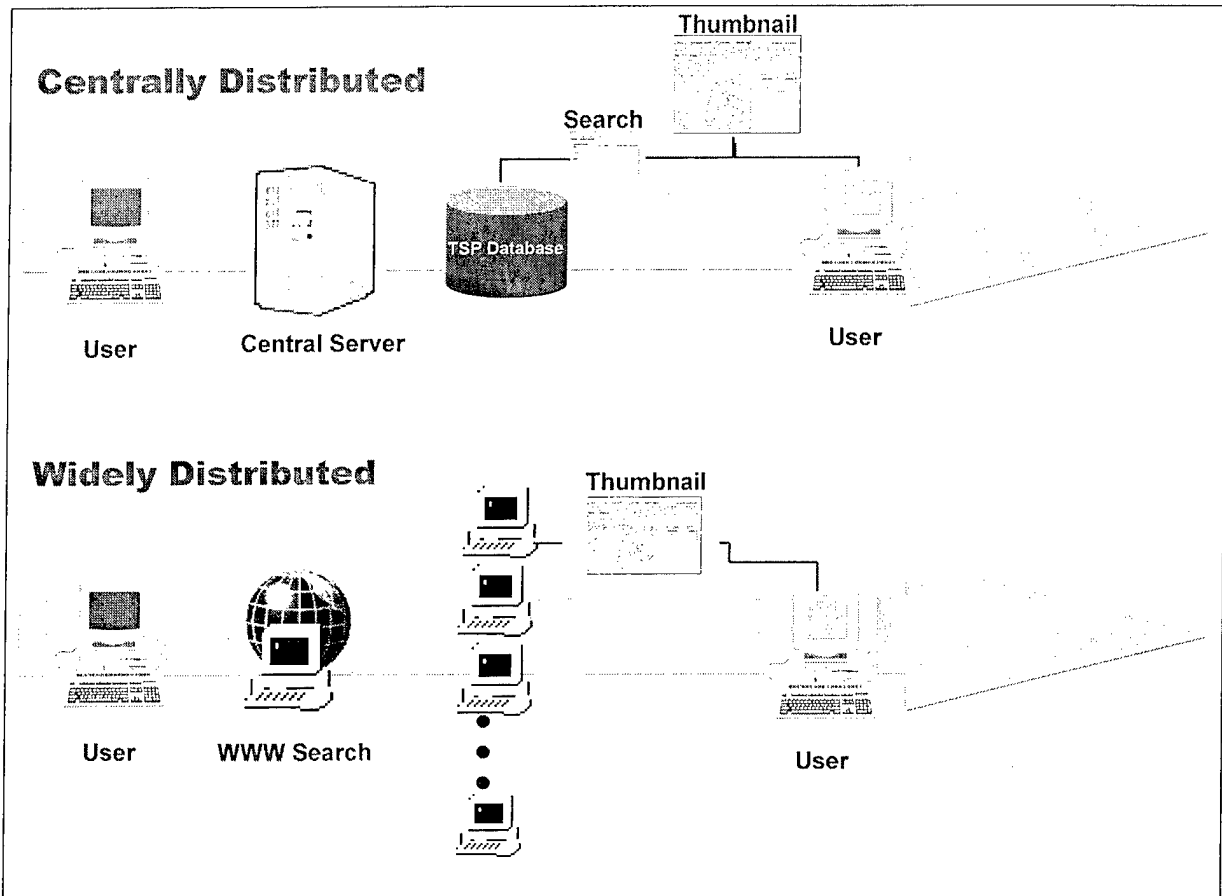 Thumbnail
Centrally Distributed
Search
TSP Database
User
Central Server
User
Widely Distributed
Thumbnail
User
WWW Search
User